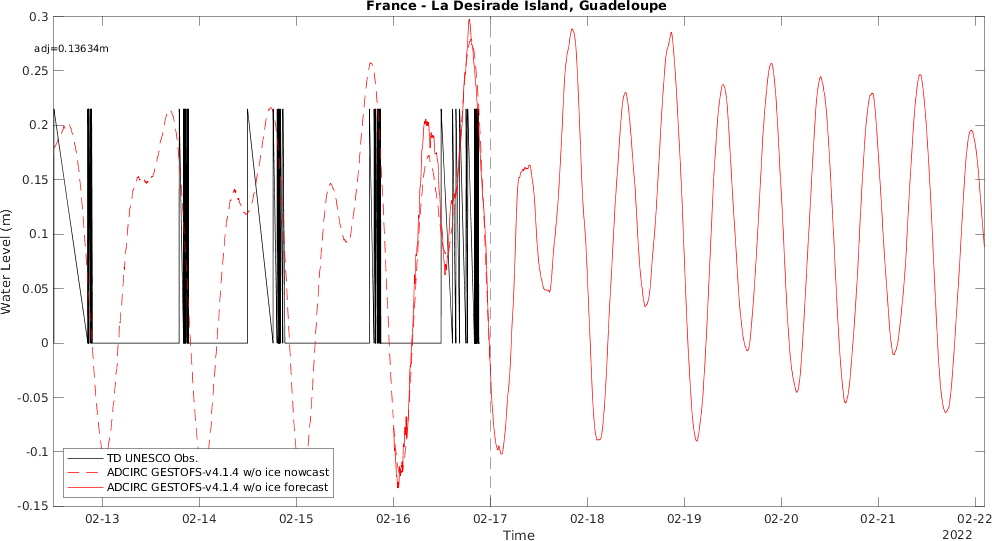 France - La Desirade Island, Guadeloupe
0.3
adj=0.13634m
0.25
0.2
0.15
0.1
0.05
0
-0.05
-0.1
-0.15
Water Level (m)
TD UNESCO Obs.
ADCIRC GESTOFS-v4.1.4 w/o ice nowcast
ADCIRC GESTOFS-v4.1.4 w/o ice forecast
02-13 02-14 02-15 02-16 02-17 02-18 02-19 02-20 02-21 02-22
Time
2022